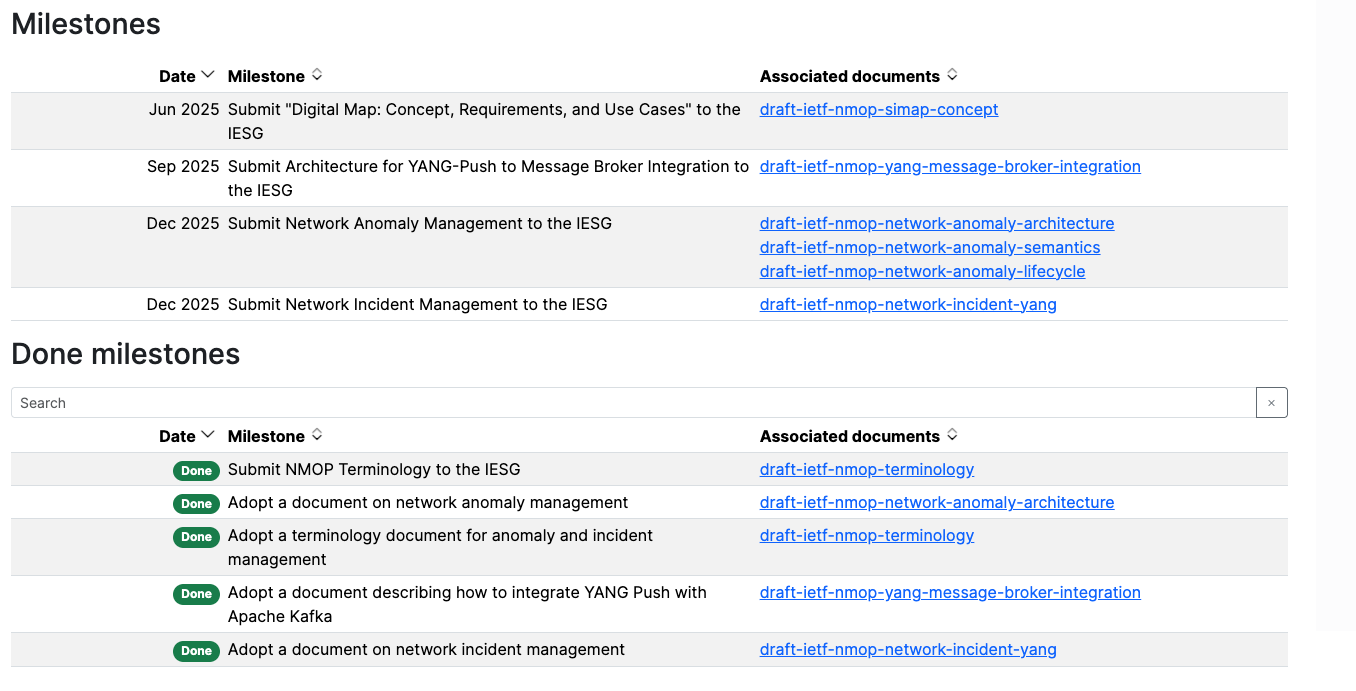 Milestones
Date Milestone Associated documents
Jun 2025 Submit "Digital Map: Concept, Requirements, and Use Cases" to the draft-ietf-nmop-simap-concept
IESG
Sep 2025 Submit Architecture for YANG-Push to Message Broker Integration to draft-ietf-nmop-yang-message-broker-integration
the IESG
Dec 2025 Submit Network Anomaly Management to the IESG draft-ietf-nmop-network-anomaly-architecture
draft-ietf-nmop-network-anomaly-semantics
draft-ietf-nmop-network-anomaly-lifecycle
Dec 2025 Submit Network Incident Management to the IESG draft-ietf-nmop-network-incident-yang
Done milestones
Search ×
Date Milestone Associated documents
Done Submit NMOP Terminology to the IESG draft-ietf-nmop-terminology
Done Adopt a document on network anomaly management draft-ietf-nmop-network-anomaly-architecture
Done Adopt a terminology document for anomaly and incident draft-ietf-nmop-terminology
management
Done Adopt a document describing how to integrate YANG Push with draft-ietf-nmop-yang-message-broker-integration
Apache Kafka
Done Adopt a document on network incident management draft-ietf-nmop-network-incident-yang